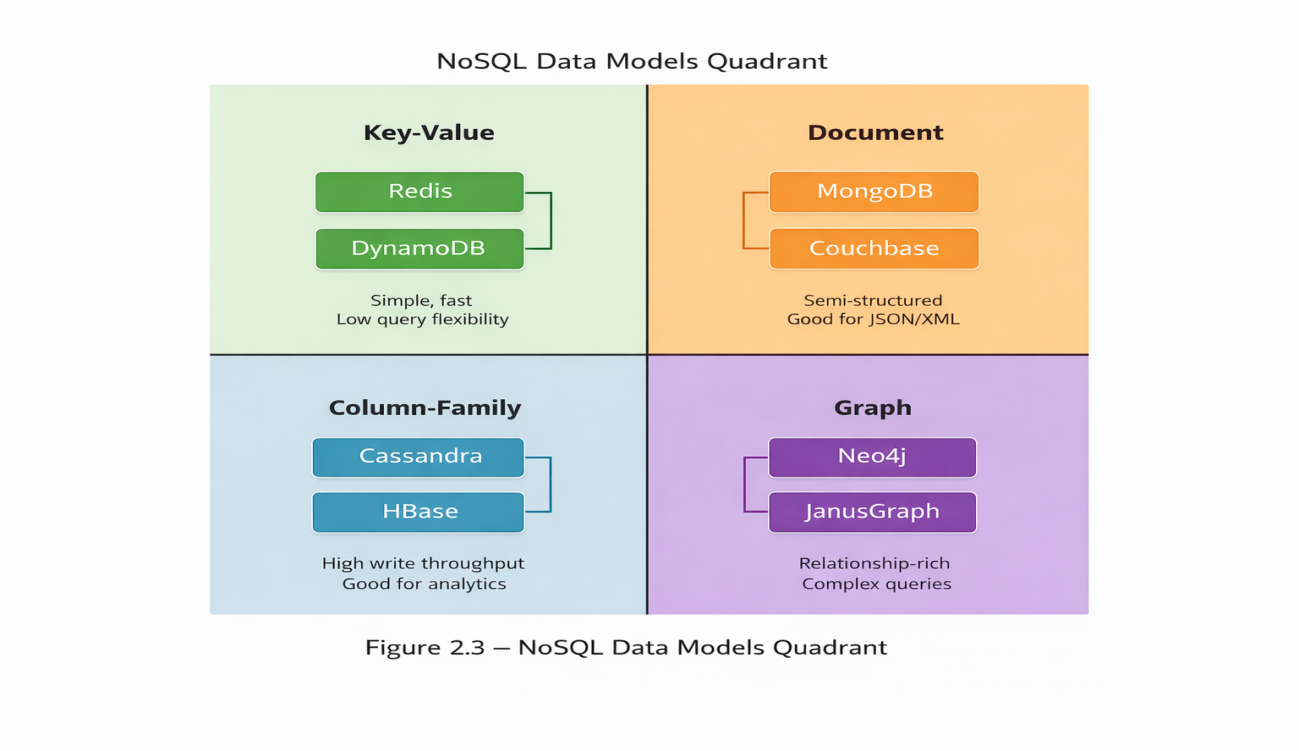 NoSQL Data Models Quadrant
Key-Value
Redis
DynamoDB
Simple, fast
Low query flexibility
Document
MongoDB
Couchbase
Semi-structured
Good for JSON/XML
Column-Family
Cassandra
HBase
High write throughput
Good for analytics
Graph
Neo4j
JanusGraph
Relationship-rich
Complex queries
Figure 2.3 – NoSQL Data Models Quadrant